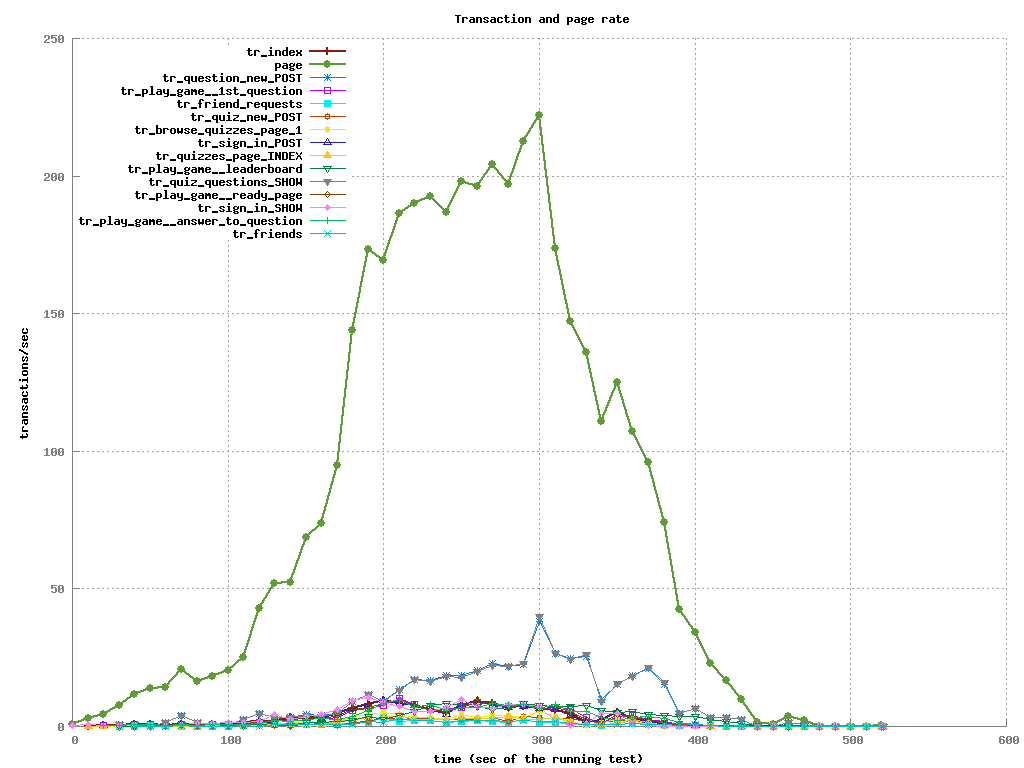 Transaction and page rate
250
200
150
100
50
0
transactions/sec
tr_index
page
tr_question_new_POST
tr_play_game__1st_question
tr_friend_requests
tr_quiz_new_POST
tr_browse_quizzes_page_1
tr_sign_in_POST
tr_quizzes_page_INDEX
tr_play_game__leaderboard
tr_quiz_questions_SHOW
tr_play_game__ready_page
tr_sign_in_SHOW
tr_play_game__answer_to_question
tr_friends
0 100 200 300 400 500 600
time (sec of the running test)